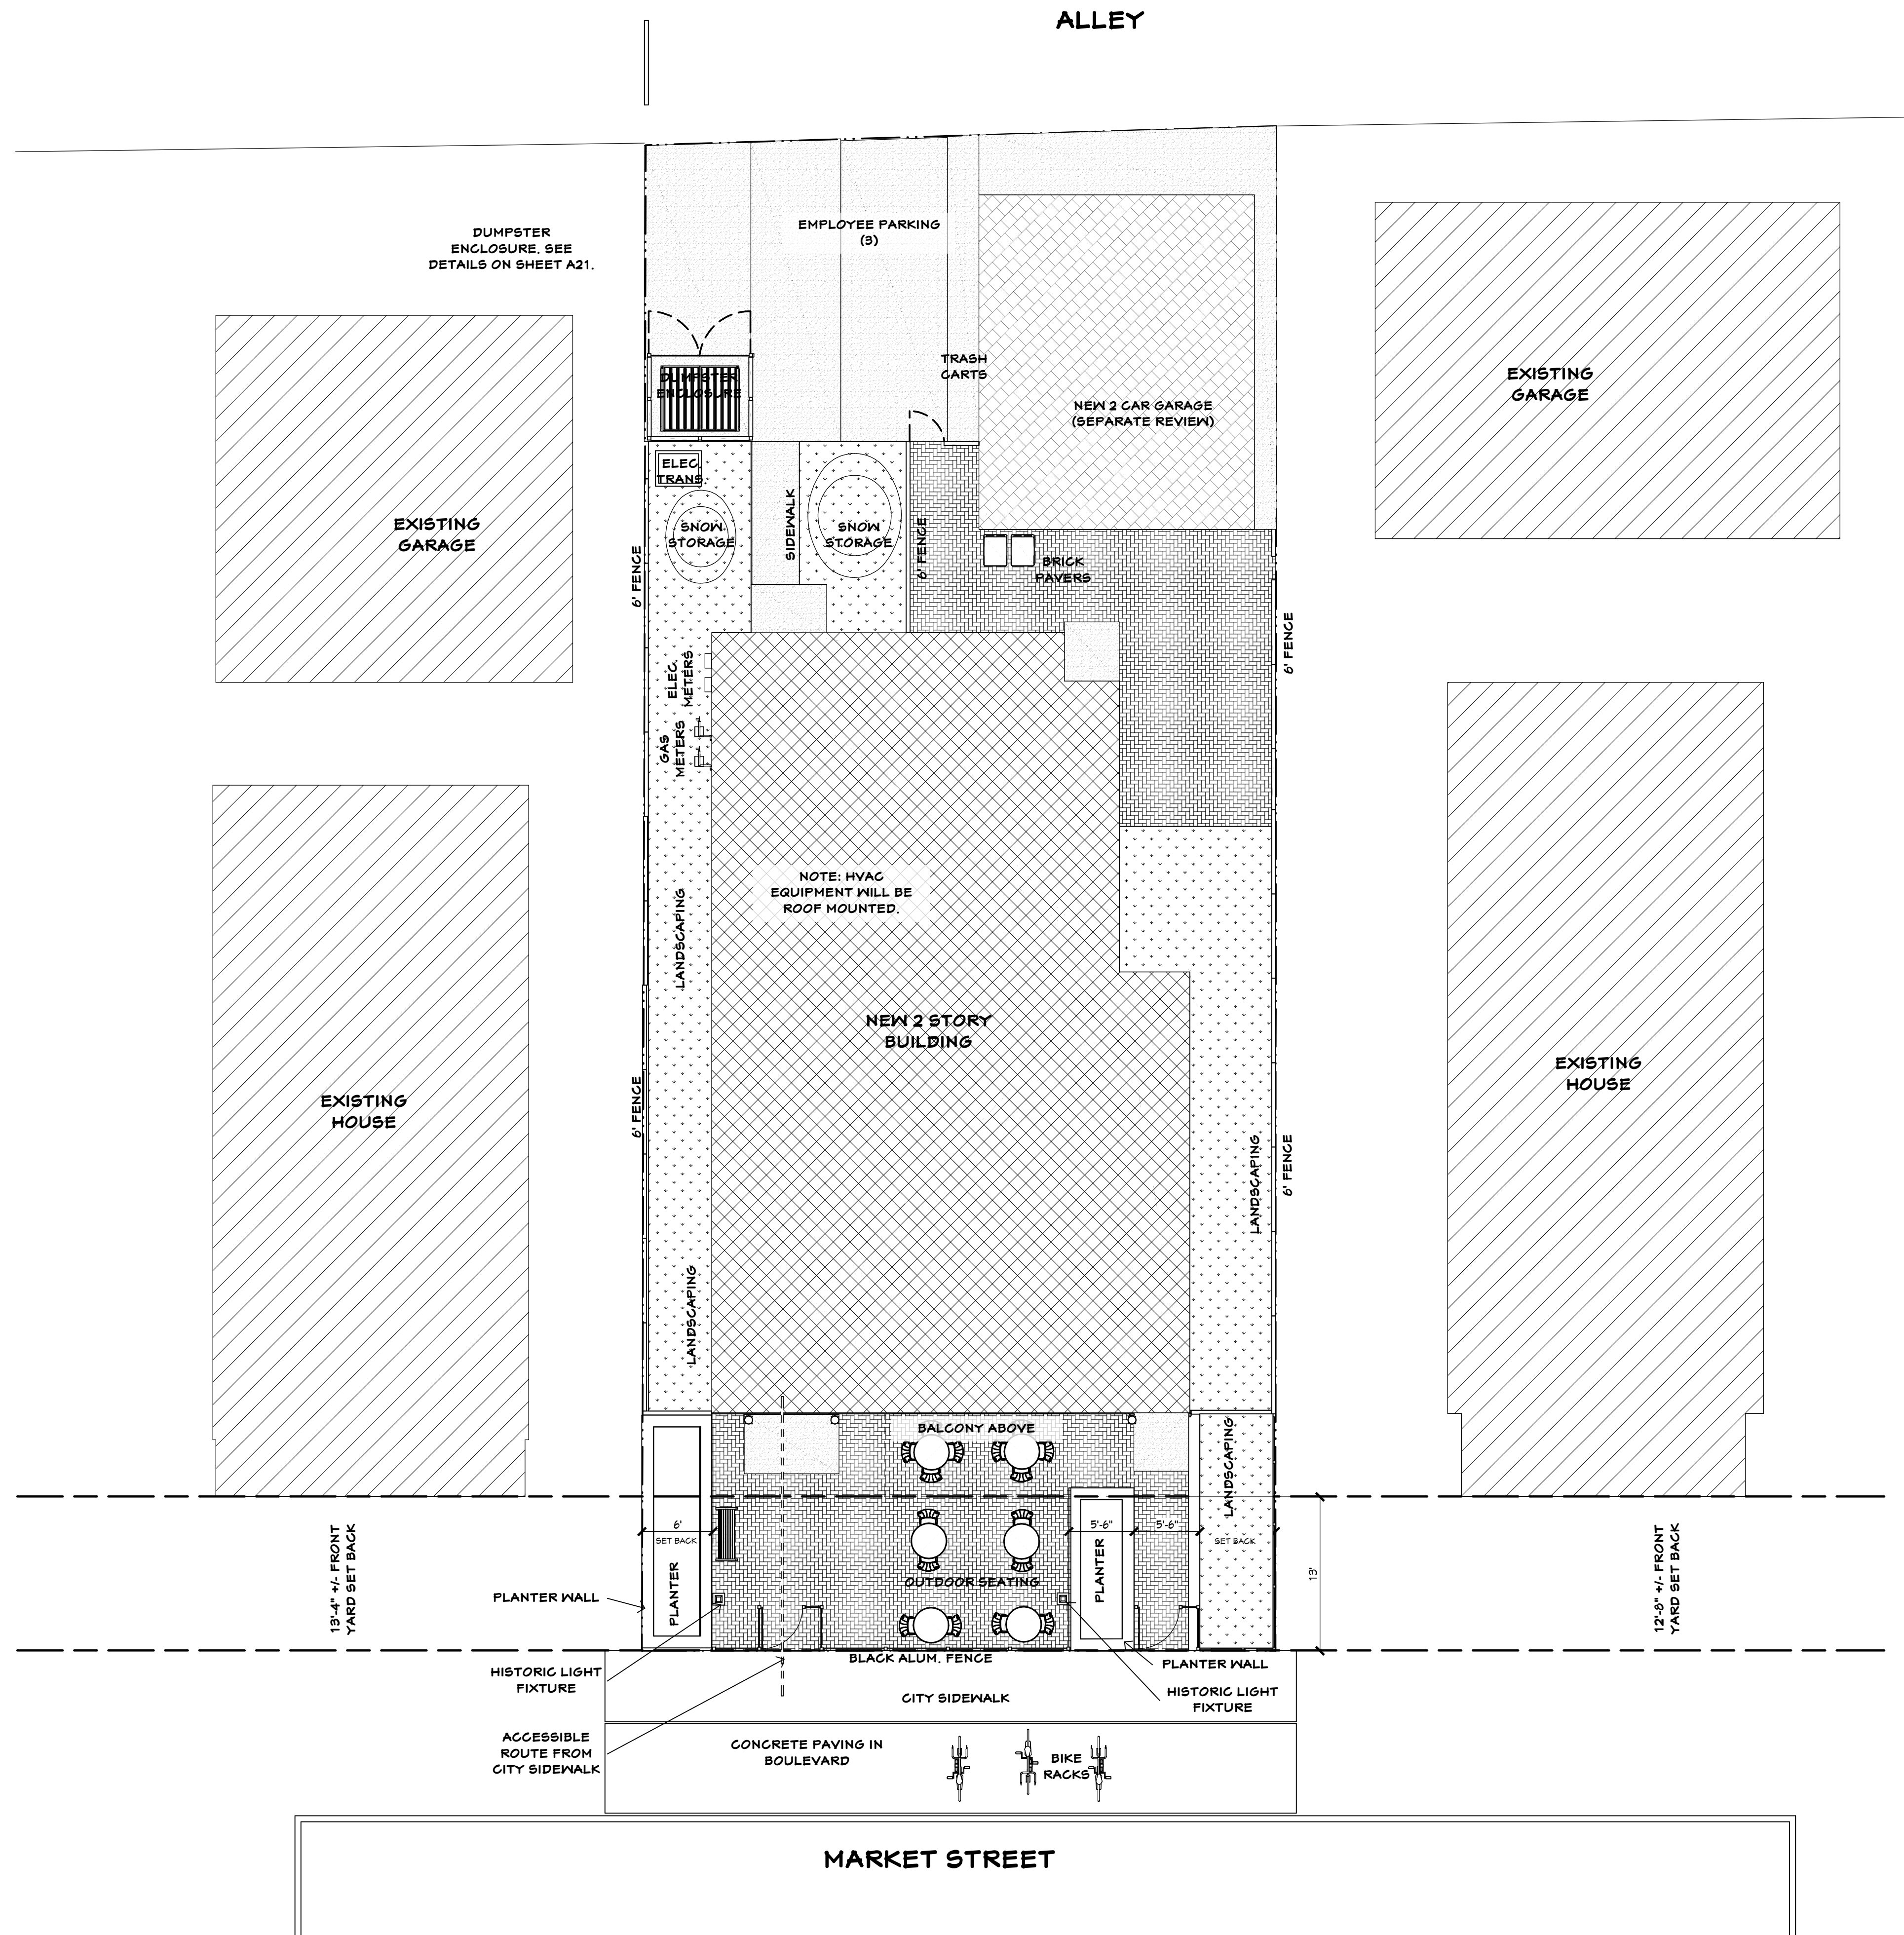 ALLEY
EMPLOYEE PARKING
(3)
DUMPSTER
ENCLOSURE. SEE
DETAILS ON SHEET A21.
TRASH
CARTS
DUMPSTER
ENCLOSURE
EXISTING
GARAGE
NEW 2 CAR GARAGE
(SEPARATE REVIEW)
ELEC.
TRANS.
EXISTING
GARAGE
SNOW
STORAGE
SIDEWALK
SNOW
STORAGE
6' FENCE
6' FENCE
BRICK
PAVERS
6' FENCE
ELEC.
METERS
GAS
METERS
NOTE: HVAC
EQUIPMENT WILL BE
ROOF MOUNTED.
LANDSCAPING
NEW 2 STORY
BUILDING
EXISTING
HOUSE
EXISTING
HOUSE
6' FENCE
6' FENCE
LANDSCAPING
LANDSCAPING
BALCONY ABOVE
LANDSCAPING
6'
SET BACK
5'-6"
5'-6"
SET BACK
13'-4" +/- FRONT
YARD SET BACK
PLANTER
PLANTER
13'
12'-8" +/- FRONT
YARD SET BACK
OUTDOOR SEATING
PLANTER WALL
BLACK ALUM. FENCE
PLANTER WALL
HISTORIC LIGHT
FIXTURE
CITY SIDEWALK
HISTORIC LIGHT
FIXTURE
ACCESSIBLE
ROUTE FROM
CITY SIDEWALK
CONCRETE PAVING IN
BOULEVARD
BIKE
RACKS
MARKET STREET